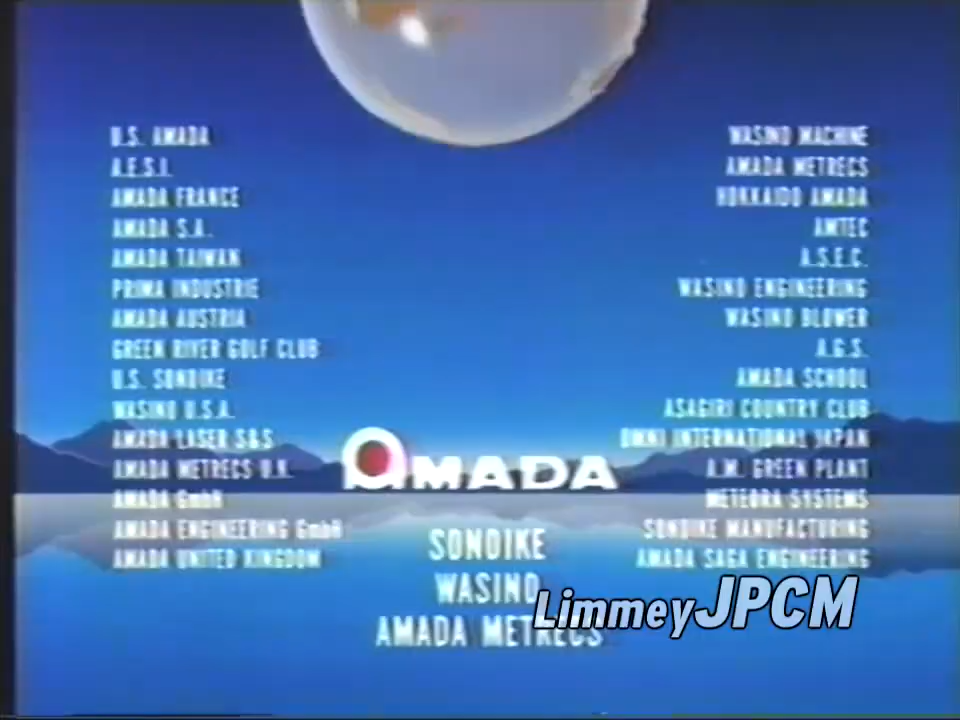 U.S. AMADA
A.E.S.I.
AMADA FRANCE
AMADA S.A.
AMADA TAIWAN
PRIMA INDUSTRIE
AMADA AUSTRIA
GREEN RIVER GOLF CLUB
U.S. SONOIKE
WASINO U.S.A.
AMADA LASER S&S
AMADA METRECS U.K.
AMADA GmbH
AMADA ENGINEERING GmbH
AMADA UNITED KINGDOM
WASINO MACHINE
AMADA METRECS
HOKKAIDO AMADA
AMTEC
A.S.E.C.
WASINO ENGINEERING
WASINO BLOWER
A.G.S.
AMADA SCHOOL
ASAGIRI COUNTRY CLUB
OMNI INTERNATIONAL JAPAN
A.M. GREEN PLANT
METEORA SYSTEMS
SONOIKE MANUFACTURING
AMADA SAGA ENGINEERING
AMADA
SONOIKE
WASINO
AMADA METRECS
LimmeyJPCM